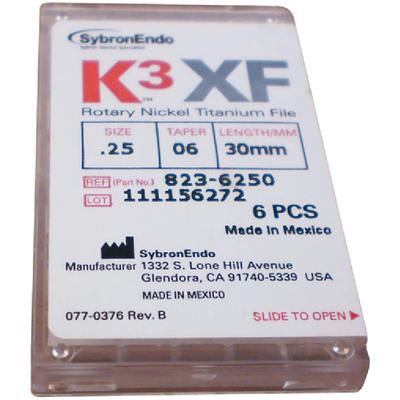 SybronEndo
K3XF
TM
Rotary Nickel Titanium File
SIZE TAPER LENGTH/MM
.25 06 30mm
REF (Part No.) 823-6250
LOT 111156272
6 PCS
Made in Mexico
SybronEndo
Manufacturer 1332 S. Lone Hill Avenue
Glendora, CA 91740-5339 USA
MADE IN MEXICO
077-0376 Rev. B SLIDE TO OPEN